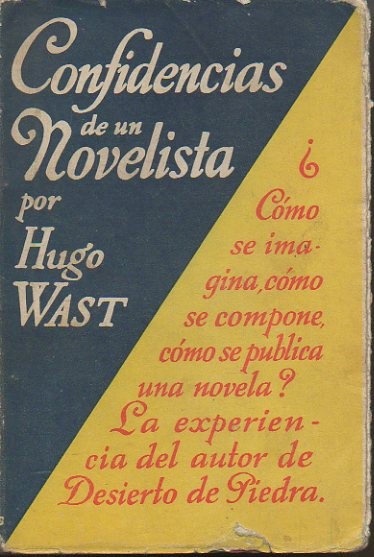 Confidencias
de un
Novelista
por
Hugo
WAST
¿
Cómo
se ima-
gina, cómo
se compone,
cómo se publica
una novela?
La experien-
cia del autor de
Desierto de Piedra.